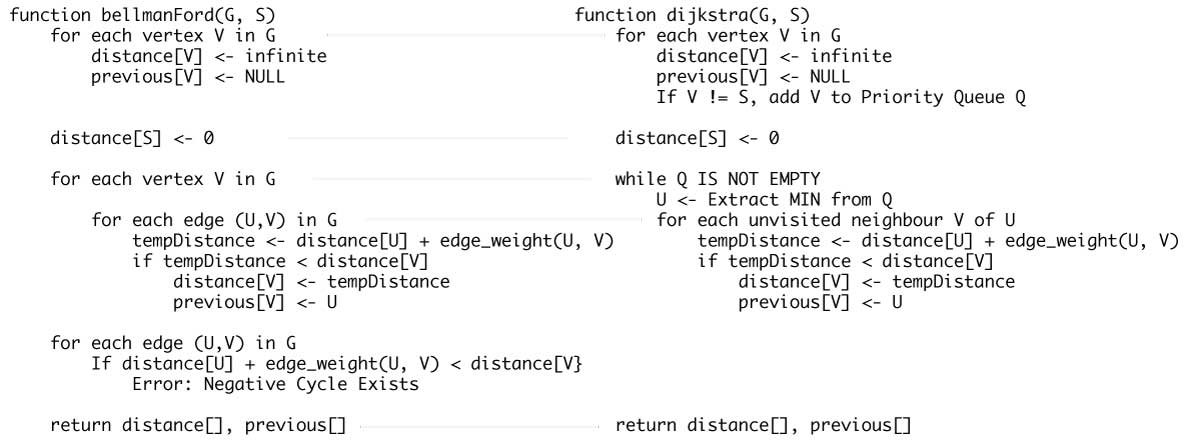 function bellmanFord(G, S)
    for each vertex V in G
        distance[V] <- infinite
        previous[V] <- NULL

    distance[S] <- 0

    for each vertex V in G

        for each edge (U,V) in G
            tempDistance <- distance[U] + edge_weight(U, V)
            if tempDistance < distance[V]
                distance[V] <- tempDistance
                previous[V] <- U

    for each edge (U,V) in G
        If distance[U] + edge_weight(U, V) < distance[V}
            Error: Negative Cycle Exists

    return distance[], previous[]

function dijkstra(G, S)
    for each vertex V in G
        distance[V] <- infinite
        previous[V] <- NULL
        If V != S, add V to Priority Queue Q

    distance[S] <- 0

    while Q IS NOT EMPTY
        U <- Extract MIN from Q
        for each unvisited neighbour V of U
            tempDistance <- distance[U] + edge_weight(U, V)
            if tempDistance < distance[V]
                distance[V] <- tempDistance
                previous[V] <- U

    return distance[], previous[]